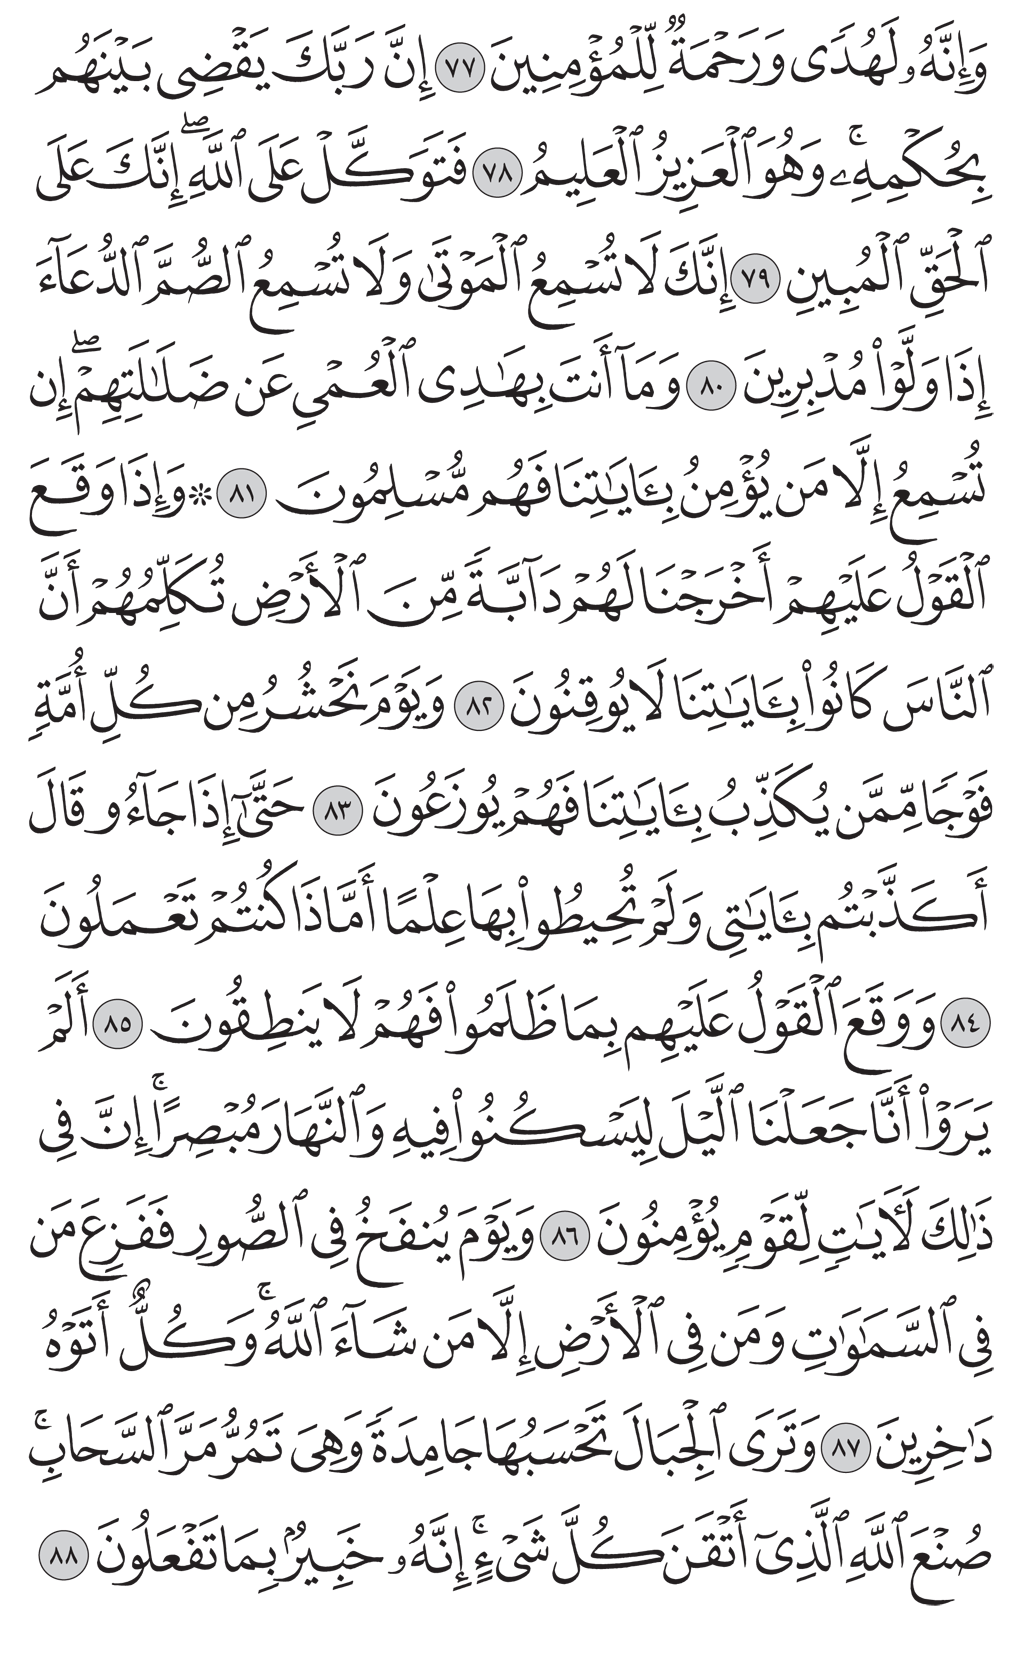 وَإِنَّهُۥ لَهُدٗى وَرَحۡمَةٞ لِّلۡمُؤۡمِنِينَ ٧٧ إِنَّ رَبَّكَ يَقۡضِي بَيۡنَهُم
بِحُكۡمِهِۦۚ وَهُوَ ٱلۡعَزِيزُ ٱلۡعَلِيمُ ٧٨ فَتَوَكَّلۡ عَلَى ٱللَّهِۖ إِنَّكَ عَلَى
ٱلۡحَقِّ ٱلۡمُبِينِ ٧٩ إِنَّكَ لَا تُسۡمِعُ ٱلۡمَوۡتَىٰ وَلَا تُسۡمِعُ ٱلصُّمَّ ٱلدُّعَآءَ
إِذَا وَلَّوۡاْ مُدۡبِرِينَ ٨٠ وَمَآ أَنتَ بِهَٰدِي ٱلۡعُمۡيِ عَن ضَلَٰلَتِهِمۡۖ إِن
تُسۡمِعُ إِلَّا مَن يُؤۡمِنُ بِـَٔايَٰتِنَا فَهُم مُّسۡلِمُونَ ٨١ ۞ وَإِذَا وَقَعَ
ٱلۡقَوۡلُ عَلَيۡهِمۡ أَخۡرَجۡنَا لَهُمۡ دَآبَّةٗ مِّنَ ٱلۡأَرۡضِ تُكَلِّمُهُمۡ أَنَّ
ٱلنَّاسَ كَانُواْ بِـَٔايَٰتِنَا لَا يُوقِنُونَ ٨٢ وَيَوۡمَ نَحۡشُرُ مِن كُلِّ أُمَّةٖ
فَوۡجٗا مِّمَّن يُكَذِّبُ بِـَٔايَٰتِنَا فَهُمۡ يُوزَعُونَ ٨٣ حَتَّىٰٓ إِذَا جَآءُو قَالَ
أَكَذَّبۡتُم بِـَٔايَٰتِي وَلَمۡ تُحِيطُواْ بِهَا عِلۡمًا أَمَّاذَا كُنتُمۡ تَعۡمَلُونَ
٨٤ وَوَقَعَ ٱلۡقَوۡلُ عَلَيۡهِم بِمَا ظَلَمُواْ فَهُمۡ لَا يَنطِقُونَ ٨٥ أَلَمۡ
يَرَوۡاْ أَنَّا جَعَلۡنَا ٱلَّيۡلَ لِيَسۡكُنُواْ فِيهِ وَٱلنَّهَارَ مُبۡصِرًاۚ إِنَّ فِي
ذَٰلِكَ لَأٓيَٰتٖ لِّقَوۡمٖ يُؤۡمِنُونَ ٨٦ وَيَوۡمَ يُنفَخُ فِي ٱلصُّورِ فَفَزِعَ مَن
فِي ٱلسَّمَٰوَٰتِ وَمَن فِي ٱلۡأَرۡضِ إِلَّا مَن شَآءَ ٱللَّهُۚ وَكُلٌّ أَتَوۡهُ
دَٰخِرِينَ ٨٧ وَتَرَى ٱلۡجِبَالَ تَحۡسَبُهَا جَامِدَةٗ وَهِيَ تَمُرُّ مَرَّ ٱلسَّحَابِۚ
صُنۡعَ ٱللَّهِ ٱلَّذِيٓ أَتۡقَنَ كُلَّ شَيۡءٍۚ إِنَّهُۥ خَبِيرُۢ بِمَا تَفۡعَلُونَ ٨٨